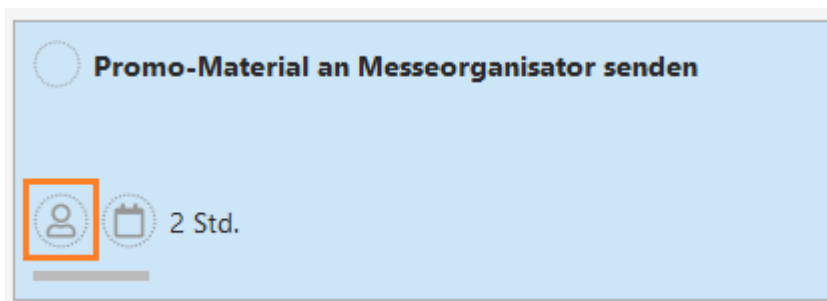 Promo-Material an Messeorganisator senden
2 Std.